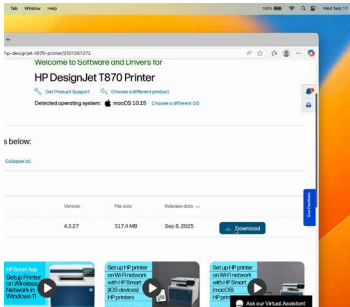 Tab Window Help
100%
Wed Sep 17
hp-designjet-t870-printer/2101367273
Welcome to Software and Drivers for
HP DesignJet T870 Printer
Get Product Support
Choose a different product
Detected operating system: macOS 10.15 Choose a different OS
s below:
Collapse all
Version
File size
Release date
4.3.27
317.4 MB
Sep 8, 2025
Download
Give Feedback
HP Smart App
Setup Printer
on Wireless
Network in
Windows 11
Set up HP printer
on Wi-Fi network
with HP Smart
(iOS devices)
HP printers
Set up HP printer
on Wi-Fi network
with HP Smart
(macOS)
HP printer
Ask our Virtual Assistant